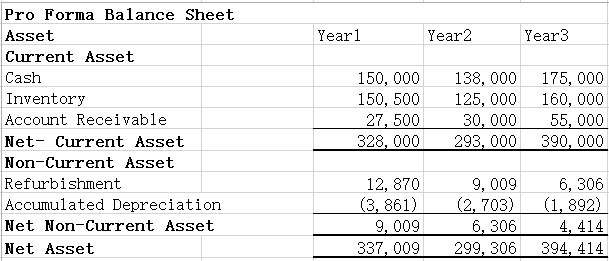 Pro Forma Balance Sheet
Asset Year1 Year2 Year3
Current Asset
Cash 150,000 138,000 175,000
Inventory 150,500 125,000 160,000
Account Receivable 27,500 30,000 55,000
Net- Current Asset 328,000 293,000 390,000
Non-Current Asset
Refurbishment 12,870 9,009 6,306
Accumulated Depreciation (3,861) (2,703) (1,892)
Net Non-Current Asset 9,009 6,306 4,414
Net Asset 337,009 299,306 394,414